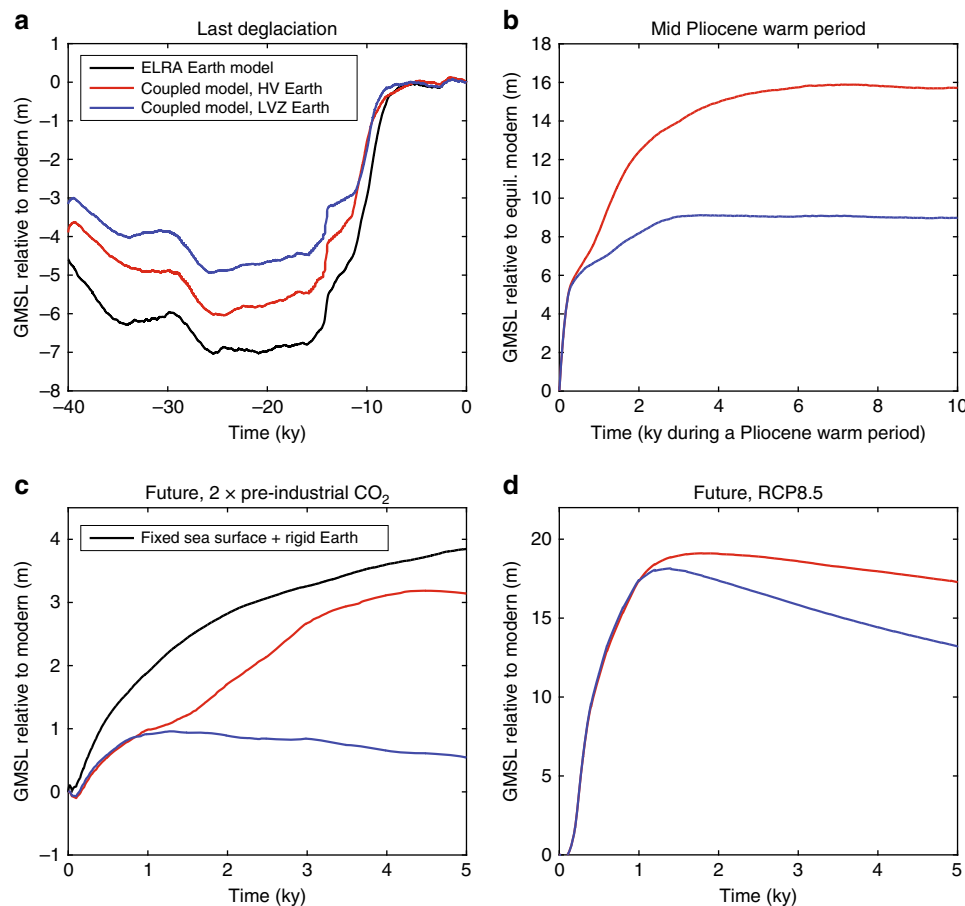 a
Last deglaciation
ELRA Earth model
Coupled model, HV Earth
Coupled model, LVZ Earth
GMSL relative to modern (m)
1
0
−1
−2
−3
−4
−5
−6
−7
−8
−40
−30
−20
−10
0
Time (ky)
b
Mid Pliocene warm period
GMSL relative to equil. modern (m)
18
16
14
12
10
8
6
4
2
0
0
2
4
6
8
10
Time (ky during a Pliocene warm period)
c
Future, 2 × pre-industrial CO₂
Fixed sea surface + rigid Earth
GMSL relative to modern (m)
4
3
2
1
0
−1
0
1
2
3
4
5
Time (ky)
d
Future, RCP8.5
GMSL relative to modern (m)
20
15
10
5
0
0
1
2
3
4
5
Time (ky)